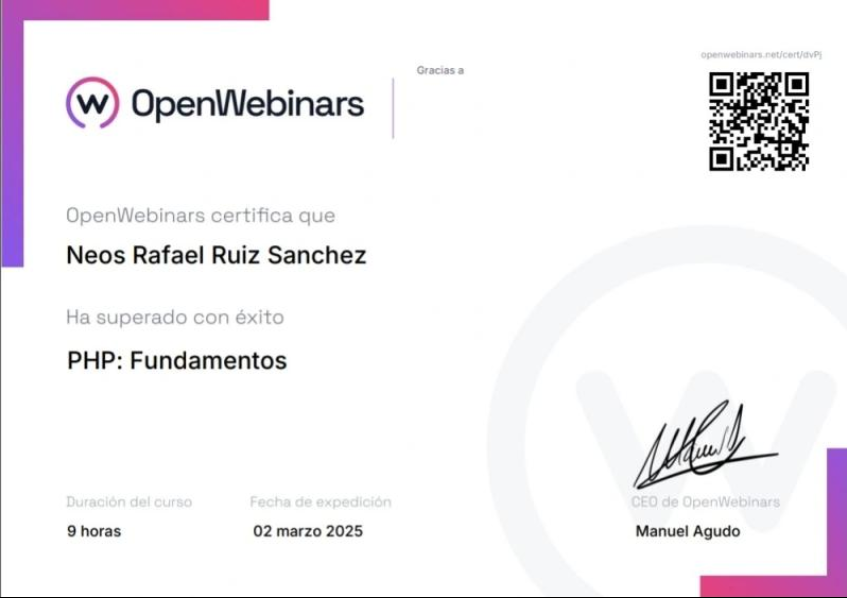 openwebinars.net/cert/dvPj
Gracias a
OpenWebinars
OpenWebinars certifica que
Neos Rafael Ruiz Sanchez
Ha superado con éxito
PHP: Fundamentos
Duración del curso
9 horas
Fecha de expedición
02 marzo 2025
CEO de OpenWebinars
Manuel Agudo